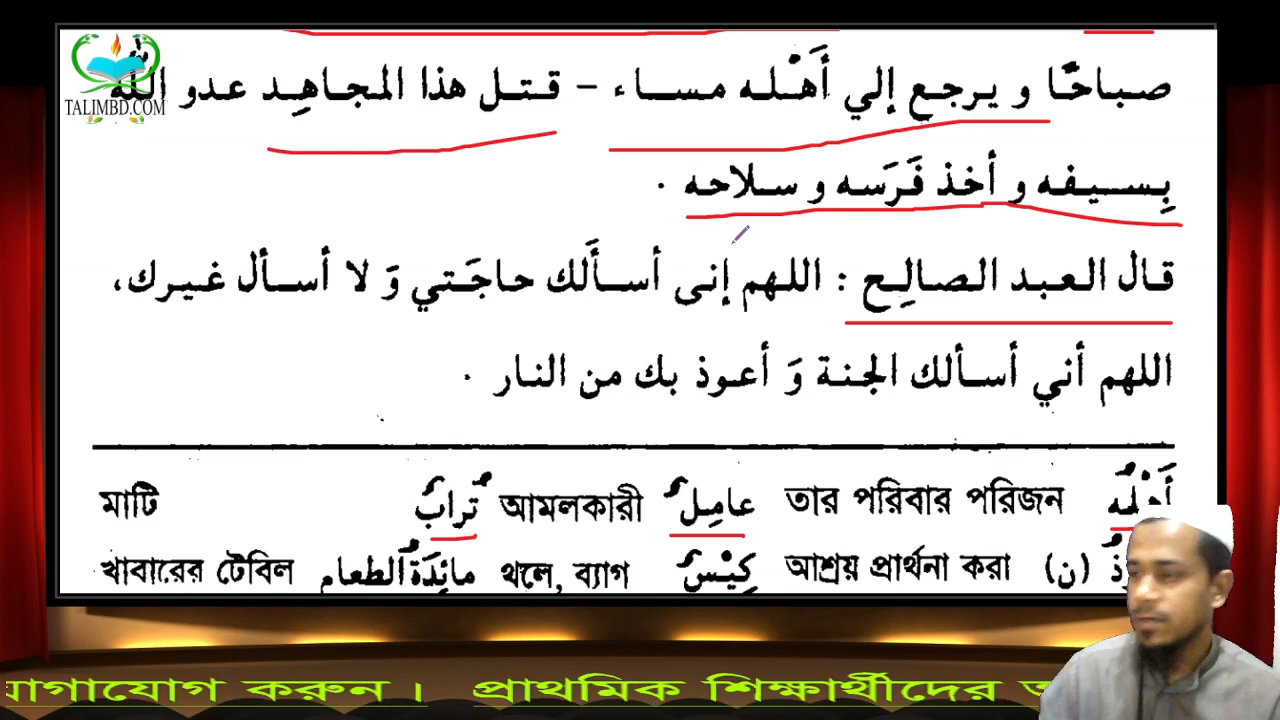 TALIMBD.COM
صباحًا و يرجع إلي أَهْله مساء – قتل هذا المجاهِد عدو الله
بِسيفه و أخذ فَرَسه و سلاحه .
قال العبد الصالِح : اللهم إنى أسأَلك حاجَتي وَ لا أسأل غيرك،
اللهم أني أسألك الجنة وَ أعوذ بك من النار .
أَهْلُه তার পরিবার পরিজন عامِلٌ আমলকারী تُرابٌ মাটি
(ن) আশ্রয় প্রার্থনা করা كِيْسٌ থলে, ব্যাগ مائِدَةُ الطعام খাবারের টেবিল
যোগাযোগ করুন। প্রাথমিক শিক্ষার্থীদের